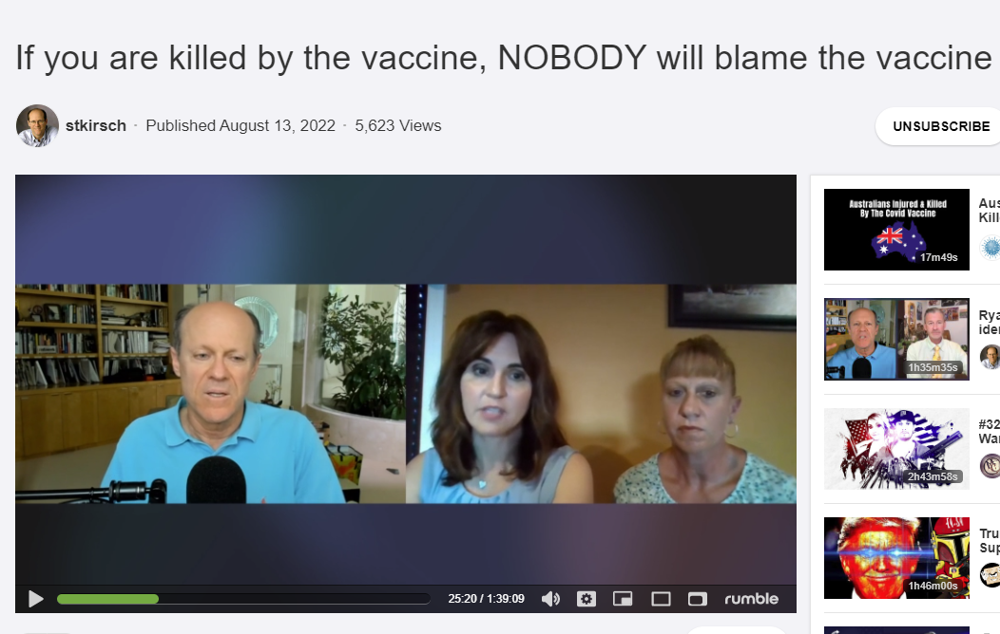 If you are killed by the vaccine, NOBODY will blame the vaccine
stkirsch · Published August 13, 2022 · 5,623 Views
UNSUBSCRIBE
25:20 / 1:39:09
rumble
Australians Injured & Killed
By The Covid Vaccine
17m49s
Aus
Kill
1h35m35s
Rya
ider
2h43m58s
#32
War
1h46m00s
Tru
Sup